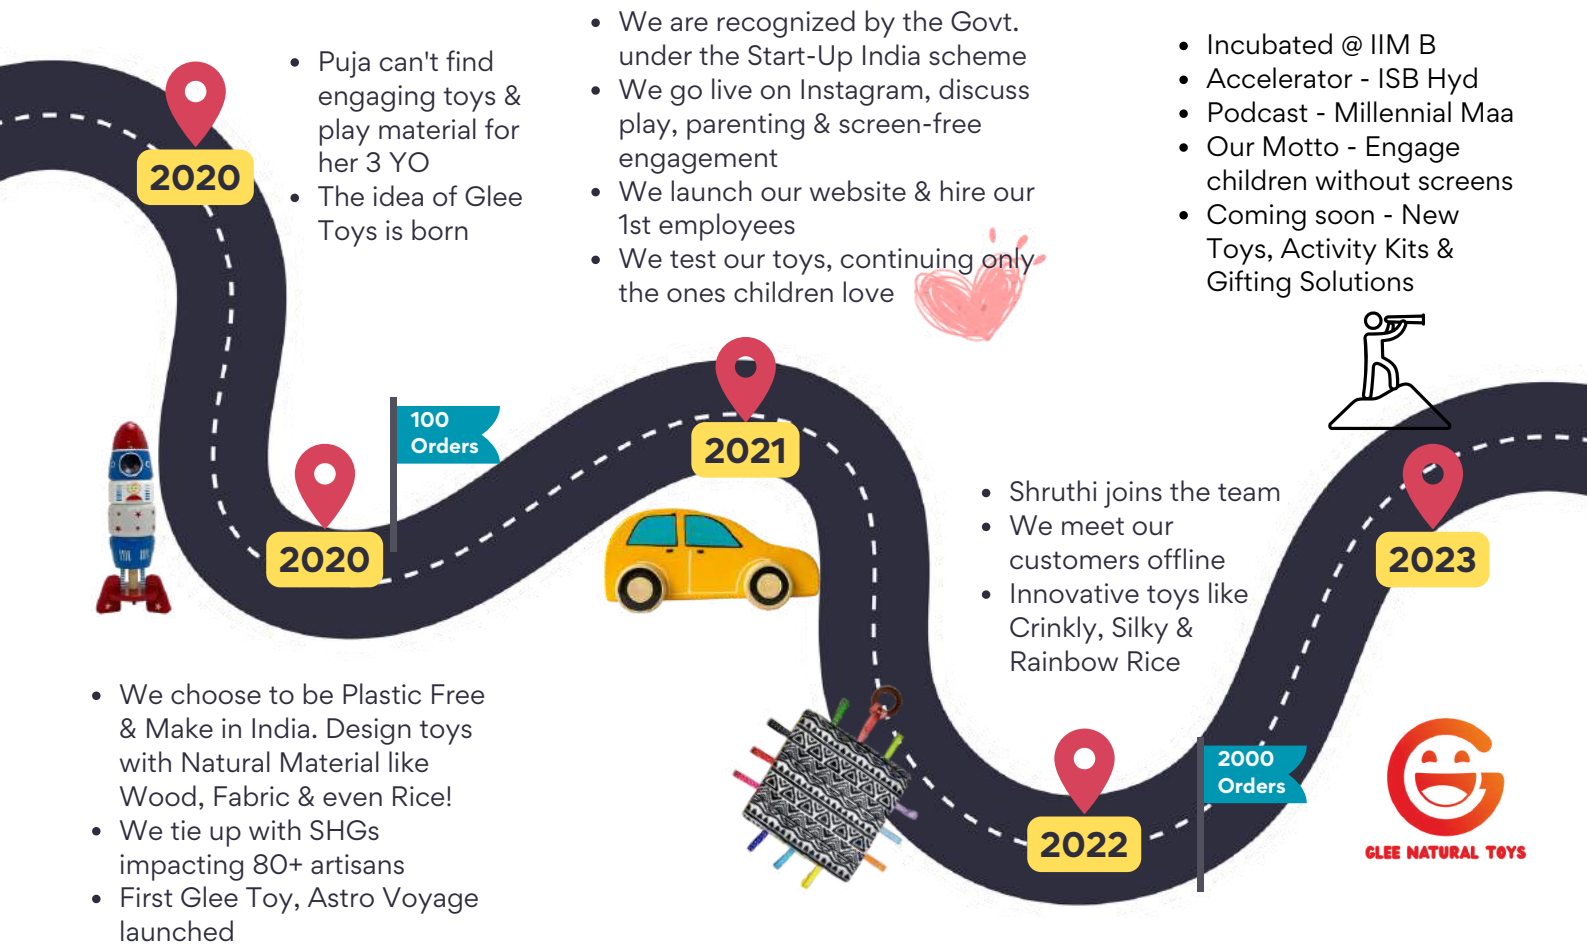 • Puja can't find
engaging toys &
play material for
her 3 YO
• The idea of Glee
Toys is born
2020
• We are recognized by the Govt.
under the Start-Up India scheme
• We go live on Instagram, discuss
play, parenting & screen-free
engagement
• We launch our website & hire our
1st employees
• We test our toys, continuing only
the ones children love
• Incubated @ IIM B
• Accelerator - ISB Hyd
• Podcast - Millennial Maa
• Our Motto - Engage
children without screens
• Coming soon - New
Toys, Activity Kits &
Gifting Solutions
100
Orders
2020
2021
2023
• Shruthi joins the team
• We meet our
customers offline
• Innovative toys like
Crinkly, Silky &
Rainbow Rice
• We choose to be Plastic Free
& Make in India. Design toys
with Natural Material like
Wood, Fabric & even Rice!
• We tie up with SHGs
impacting 80+ artisans
• First Glee Toy, Astro Voyage
launched
2022
2000
Orders
GLEE NATURAL TOYS